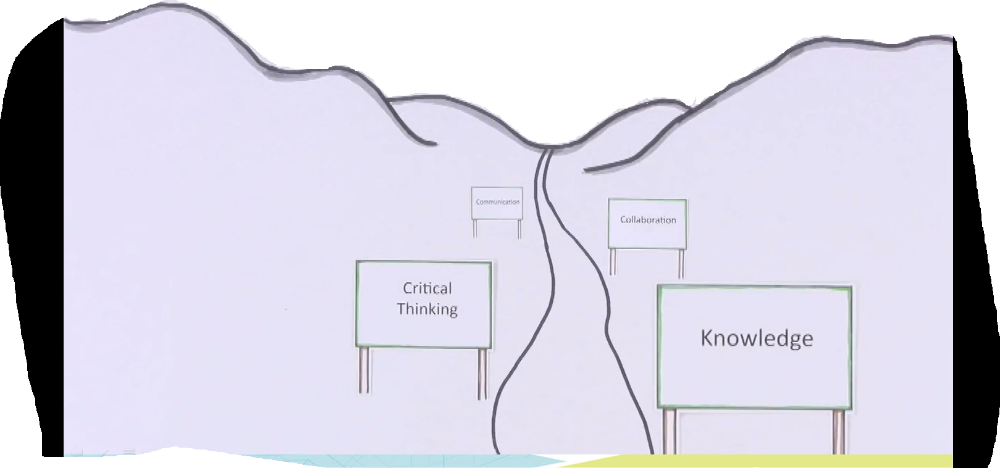 Communication
Collaboration
Critical
Thinking
Knowledge